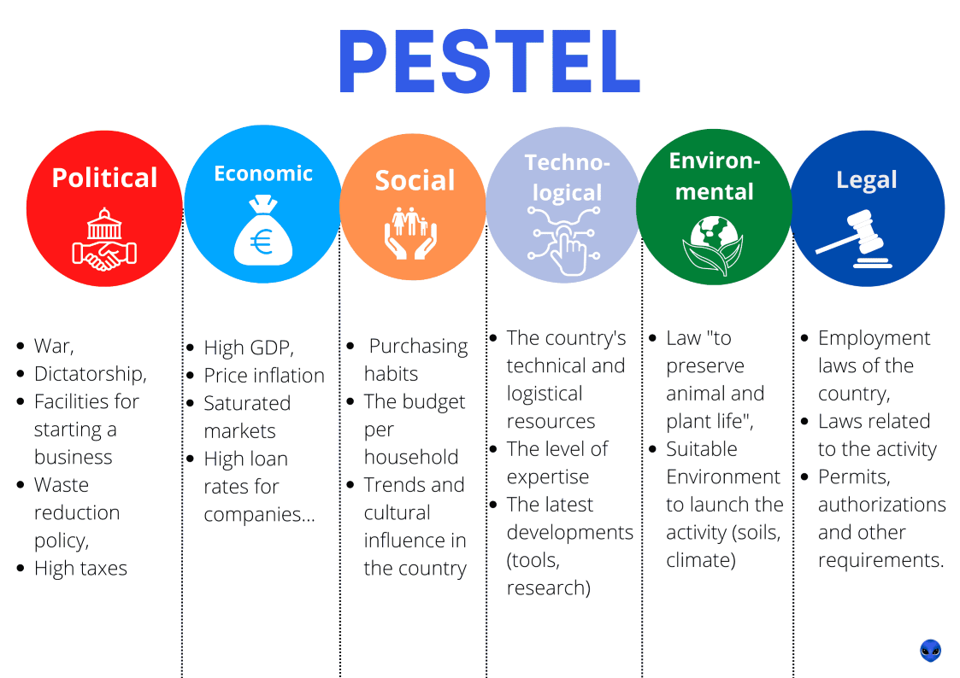 PESTEL
Political
Economic
Social
Techno-
logical
Environ-
mental
Legal
€
• War,
• Dictatorship,
• Facilities for
starting a
business
• Waste
reduction
policy,
• High taxes
• High GDP,
• Price inflation
• Saturated
markets
• High loan
rates for
companies...
• Purchasing
habits
• The budget
per
household
• Trends and
cultural
influence in
the country
• The country's
technical and
logistical
resources
• The level of
expertise
• The latest
developments
(tools,
research)
• Law "to
preserve
animal and
plant life",
• Suitable
Environment
to launch the
activity (soils,
climate)
• Employment
laws of the
country,
• Laws related
to the activity
• Permits,
authorizations
and other
requirements.